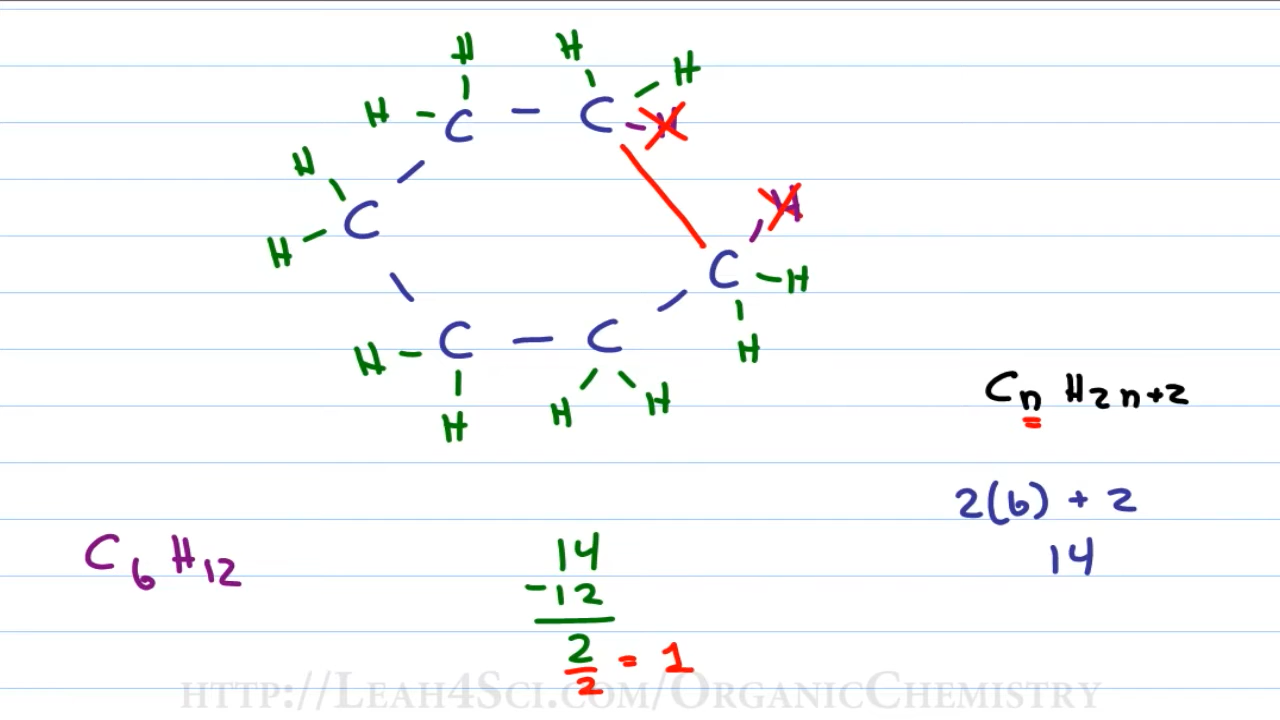 H H H
H - C - C - H
H C
H H
C C - H
H
H - C - C
H H H
CₙH₂ₙ₊₂
2(6) + 2
14
C₆H₁₂
14
-12
2/2 = 1
HTTP://LEAH4SCI.COM/ORGANICCHEMISTRY